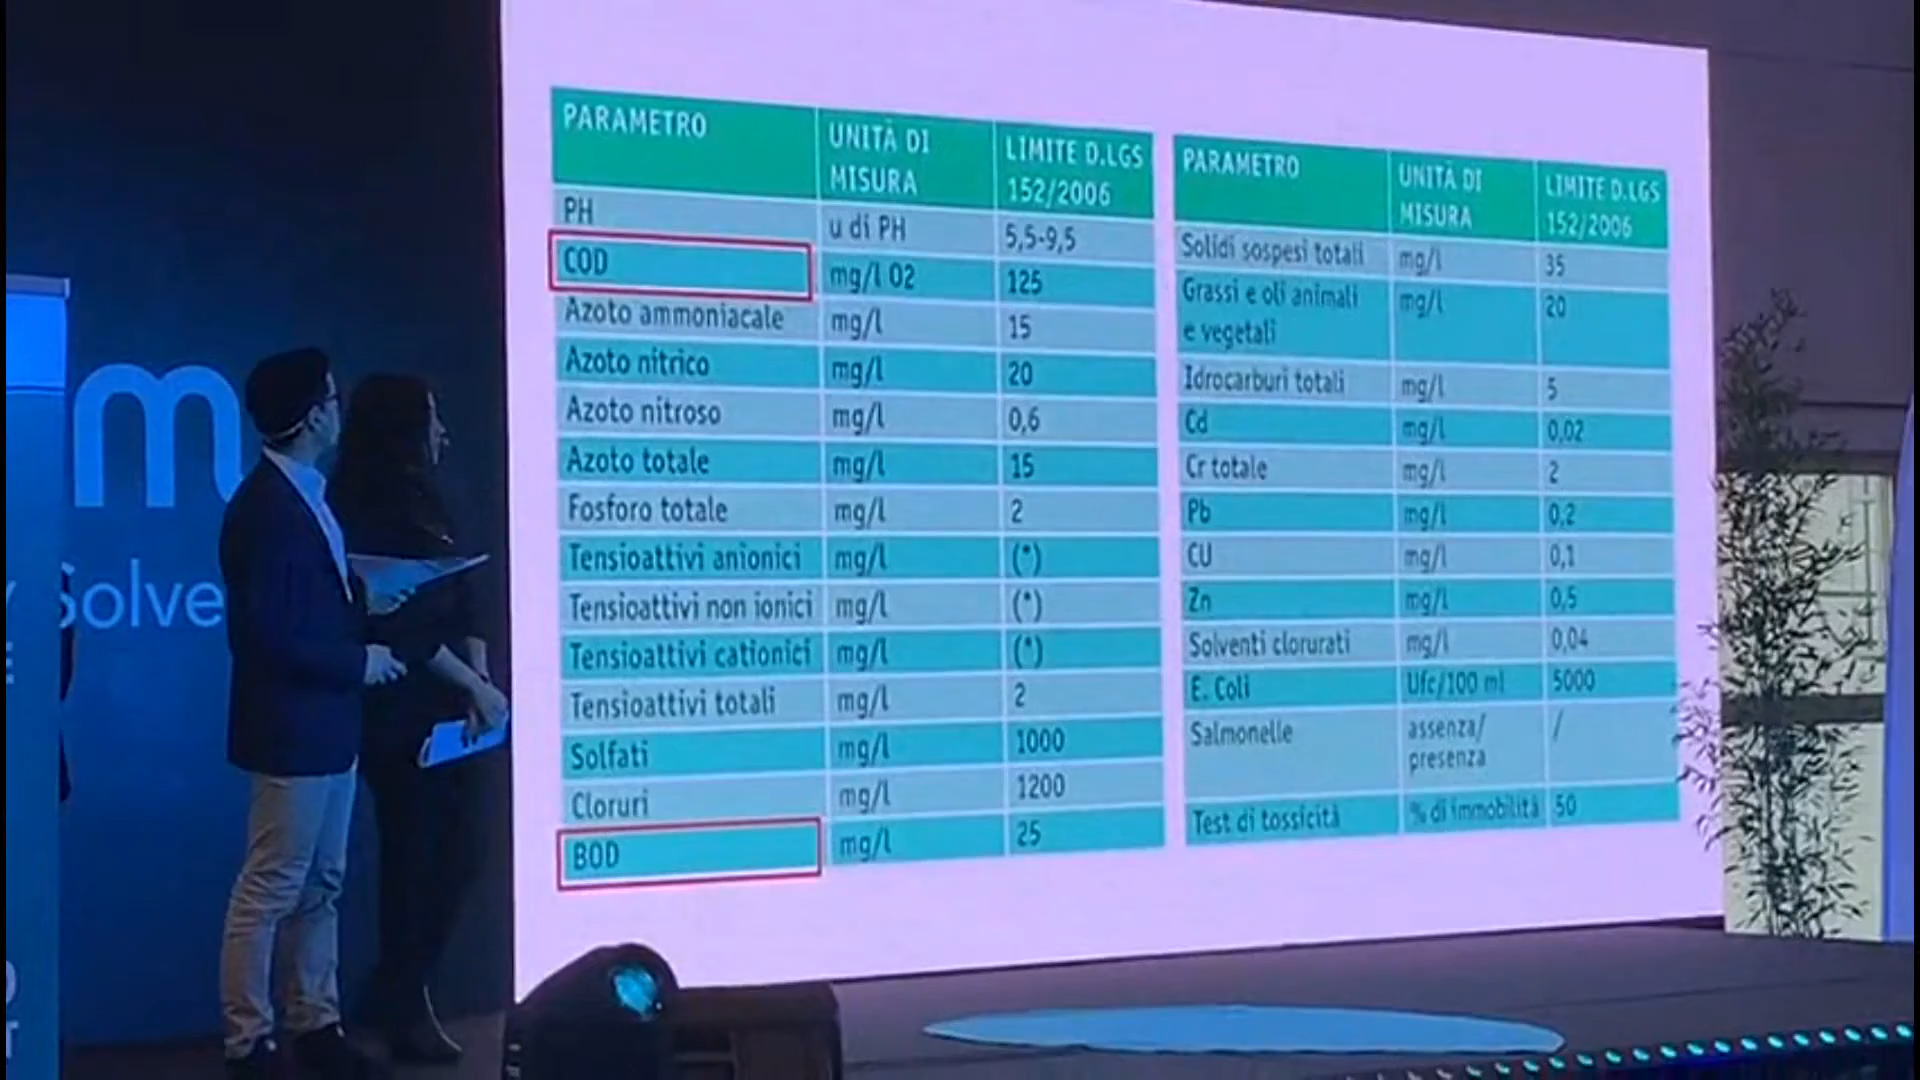 m
Solve
PARAMETRO UNITÀ DI MISURA LIMITE D.LGS 152/2006
PH u di PH 5,5-9,5
COD mg/l O2 125
Azoto ammoniacale mg/l 15
Azoto nitrico mg/l 20
Azoto nitroso mg/l 0,6
Azoto totale mg/l 15
Fosforo totale mg/l 2
Tensioattivi anionici mg/l (*)
Tensioattivi non ionici mg/l (*)
Tensioattivi cationici mg/l (*)
Tensioattivi totali mg/l 2
Solfati mg/l 1000
Cloruri mg/l 1200
BOD mg/l 25
PARAMETRO UNITÀ DI MISURA LIMITE D.LGS 152/2006
Solidi sospesi totali mg/l 35
Grassi e oli animali e vegetali mg/l 20
Idrocarburi totali mg/l 5
Cd mg/l 0,02
Cr totale mg/l 2
Pb mg/l 0,2
CU mg/l 0,1
Zn mg/l 0,5
Solventi clorurati mg/l 0,04
E. Coli Ufc/100 ml 5000
Salmonelle assenza/ presenza /
Test di tossicità % di immobilità 50